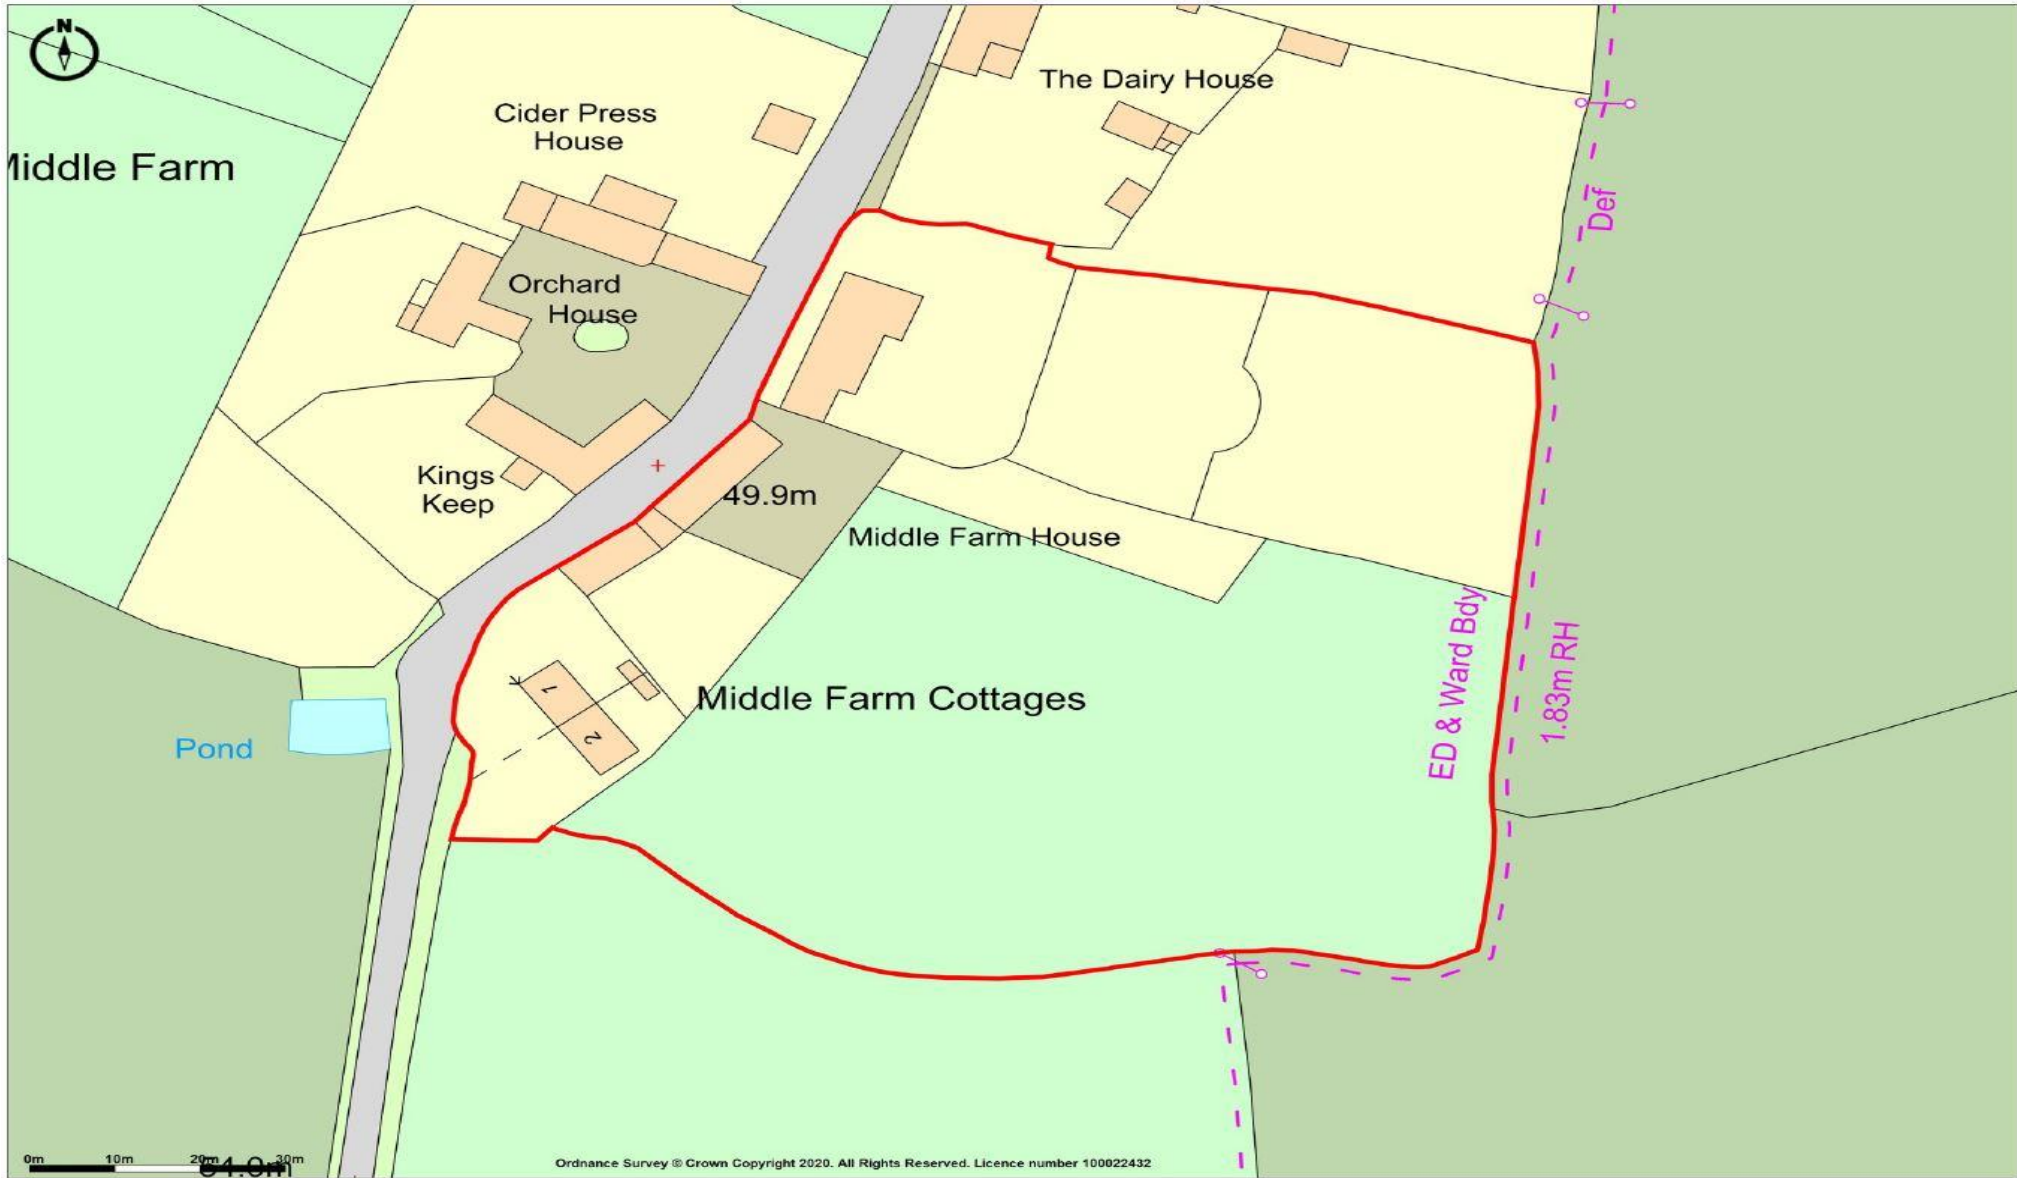 N
The Dairy House
Cider Press
House
Middle Farm
Def
Orchard
House
Kings
Keep
49.9m
Middle Farm House
ED & Ward Bdy
1.83m RH
1
2
Middle Farm Cottages
Pond
0m 10m 20m 30m
Ordnance Survey © Crown Copyright 2020. All Rights Reserved. Licence number 100022432